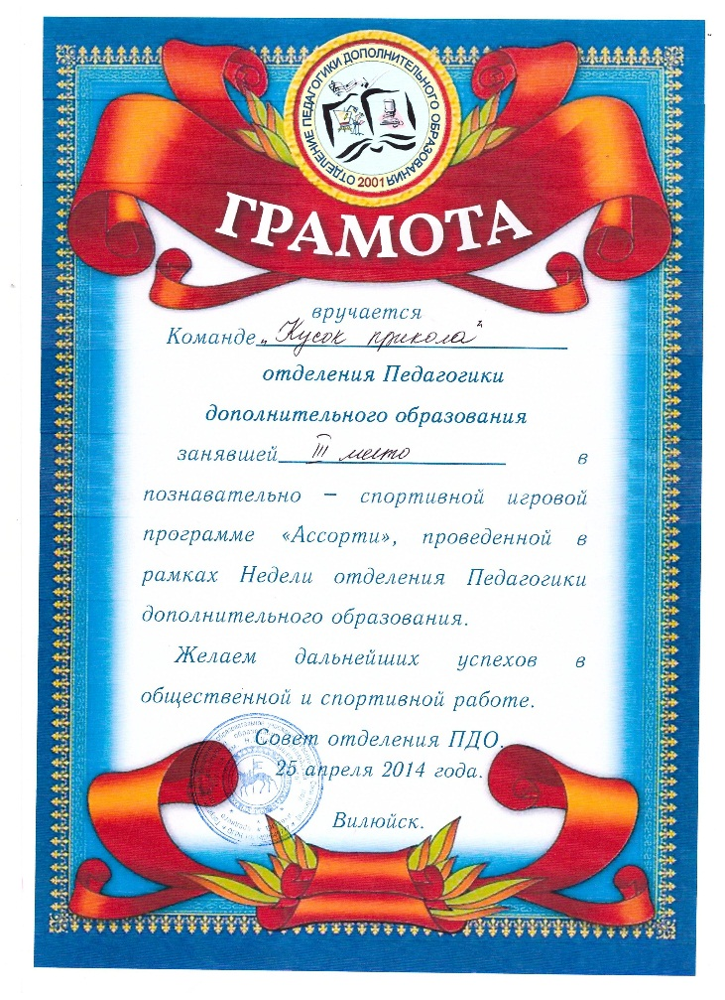 ОТДЕЛЕНИЕ ПЕДАГОГИКИ ДОПОЛНИТЕЛЬНОГО ОБРАЗОВАНИЯ
2001
ГРАМОТА
вручается
Команде „Кусок прикола"
отделения Педагогики
дополнительного образования
занявшей III место в
познавательно – спортивной игровой
программе «Ассорти», проведенной в
рамках Недели отделения Педагогики
дополнительного образования.
Желаем дальнейших успехов в
общественной и спортивной работе.
Совет отделения ПДО.
25 апреля 2014 года.
Вилюйск.